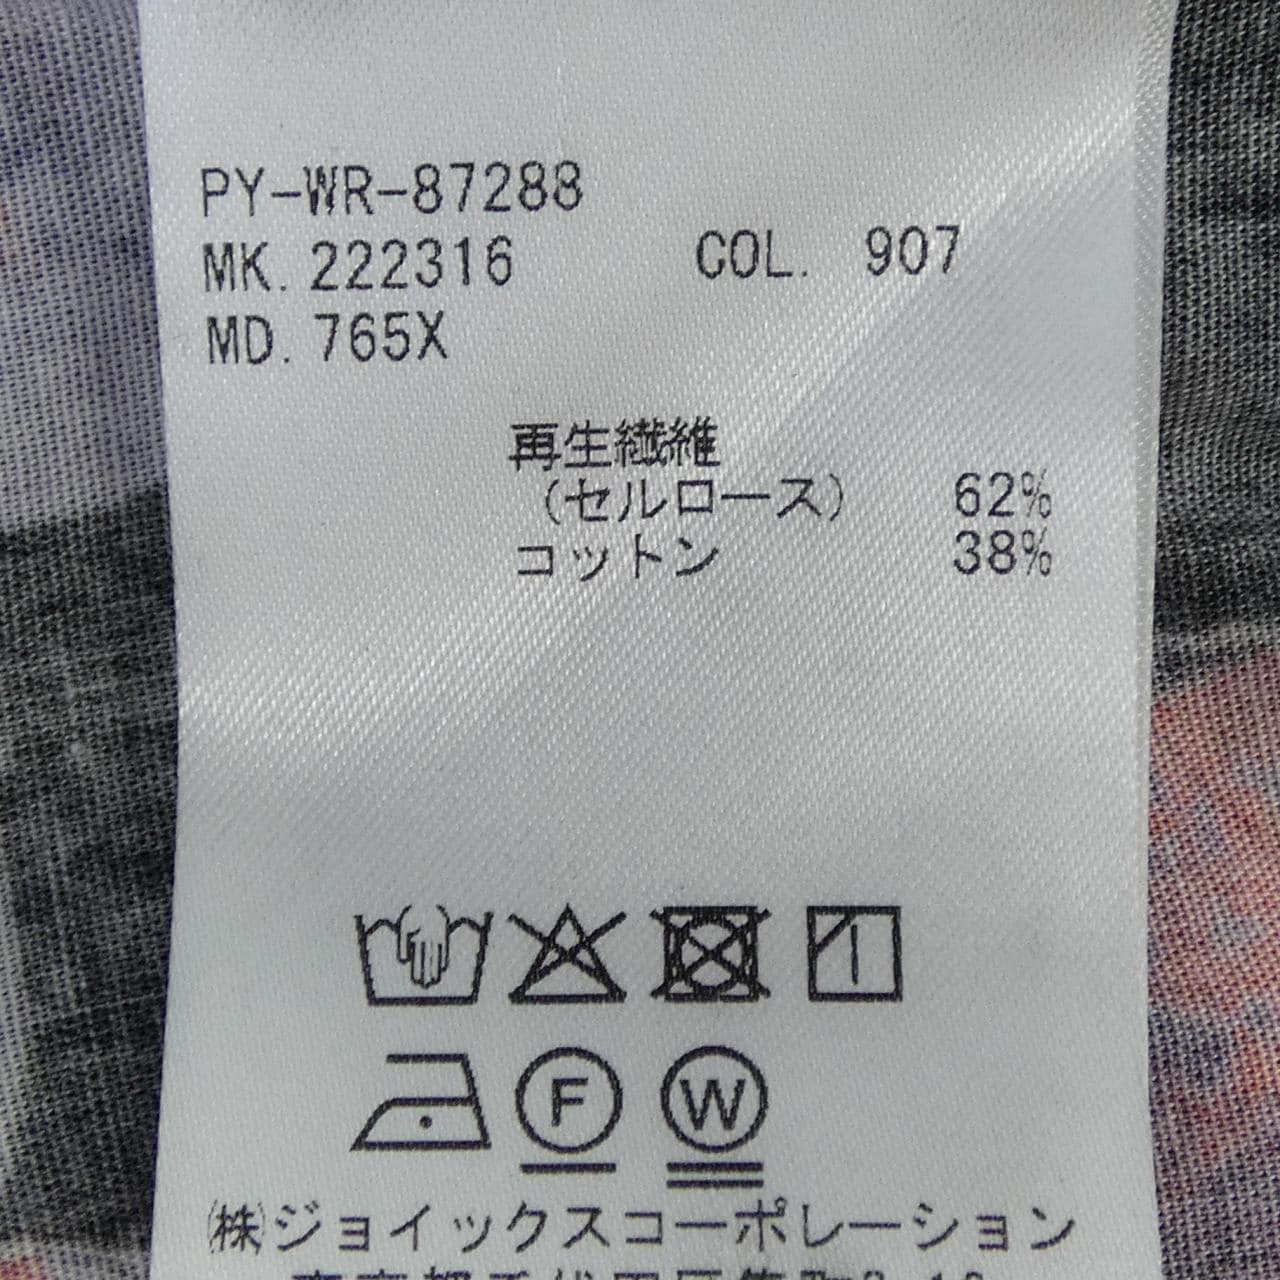 PY-WR-87288
MK. 222316 COL. 907
MD. 765X
再生繊維
(セルロース) 62%
コットン 38%
F W
(株)ジョイックスコーポレーション